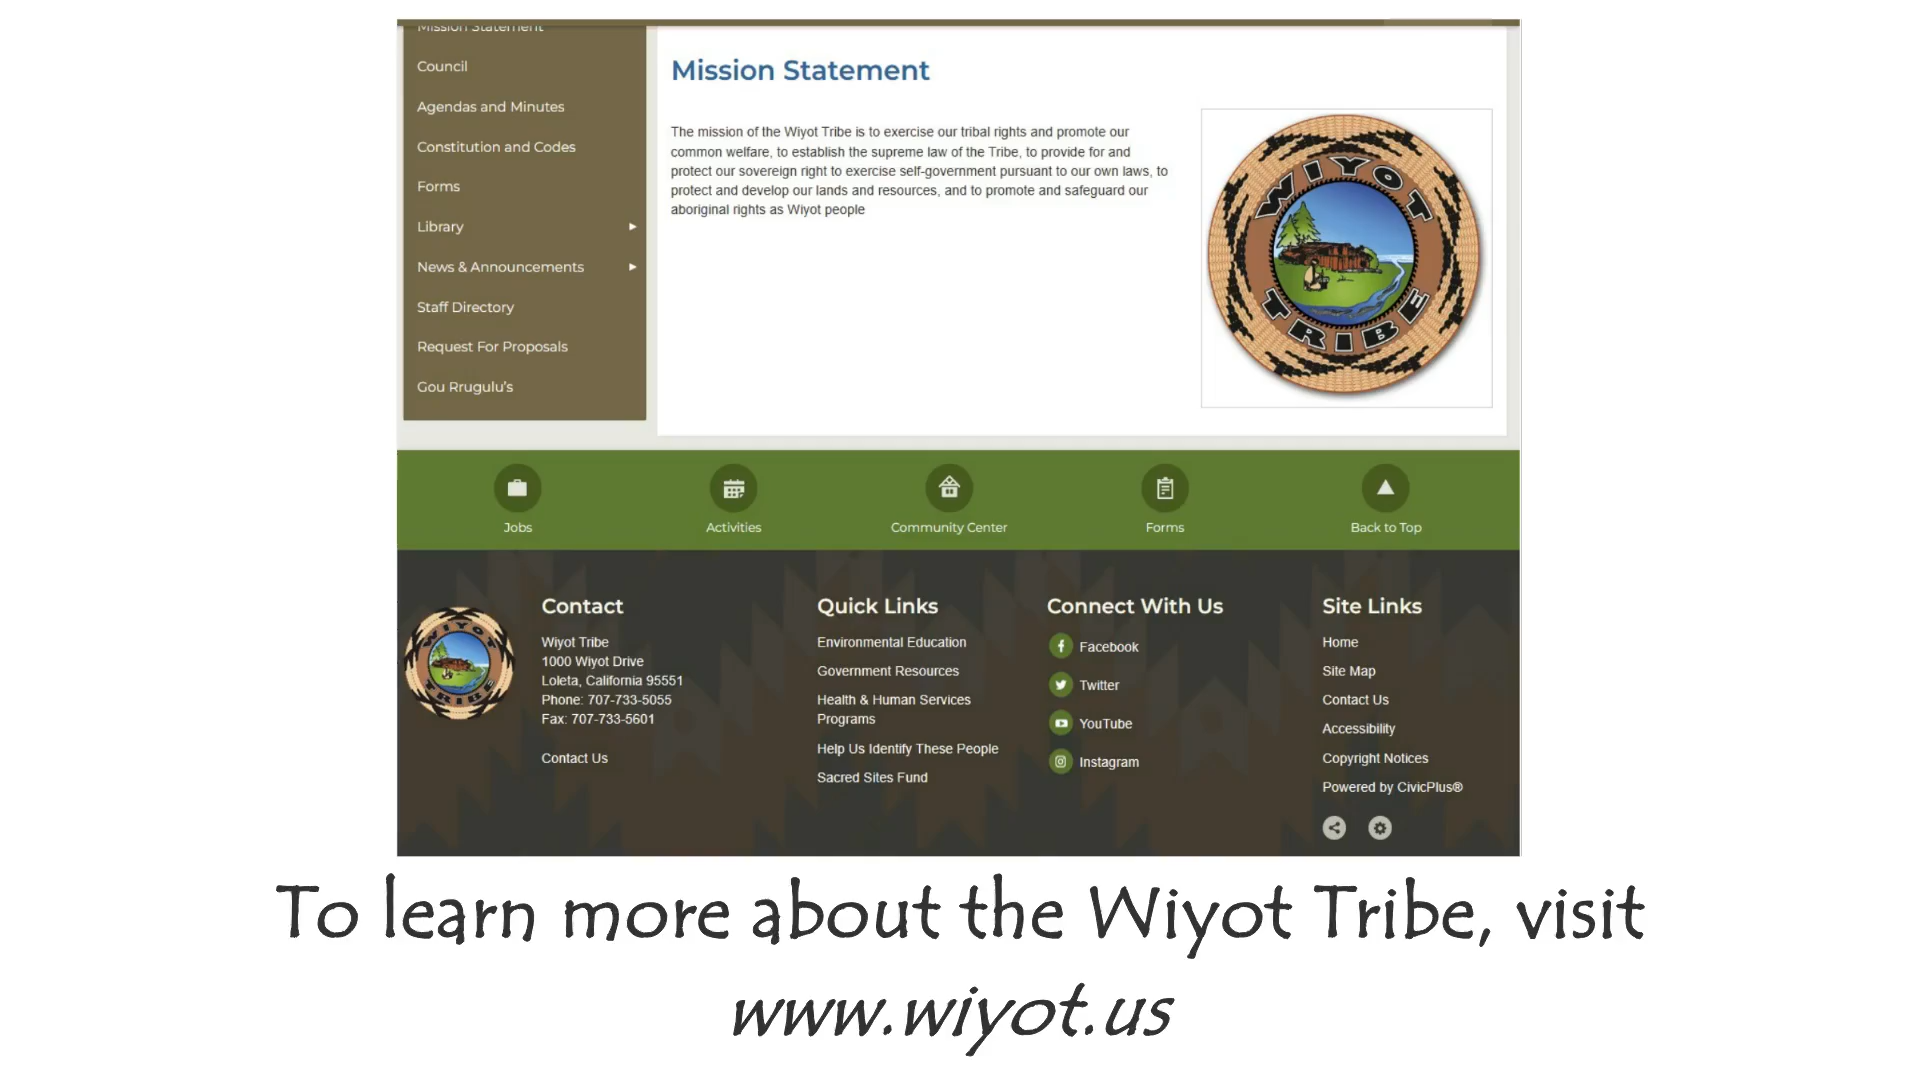 Mission Statement
Council
Agendas and Minutes
Constitution and Codes
Forms
Library
News & Announcements
Staff Directory
Request For Proposals
Gou Rrugulu's
Mission Statement
The mission of the Wiyot Tribe is to exercise our tribal rights and promote our
common welfare, to establish the supreme law of the Tribe, to provide for and
protect our sovereign right to exercise self-government pursuant to our own laws, to
protect and develop our lands and resources, and to promote and safeguard our
aboriginal rights as Wiyot people
WIYOT
TRIBE
Jobs
Activities
Community Center
Forms
Back to Top
WIYOT
TRIBE
Contact
Wiyot Tribe
1000 Wiyot Drive
Loleta, California 95551
Phone: 707-733-5055
Fax: 707-733-5601
Contact Us
Quick Links
Environmental Education
Government Resources
Health & Human Services
Programs
Help Us Identify These People
Sacred Sites Fund
Connect With Us
Facebook
Twitter
YouTube
Instagram
Site Links
Home
Site Map
Contact Us
Accessibility
Copyright Notices
Powered by CivicPlus®
To learn more about the Wiyot Tribe, visit
www.wiyot.us